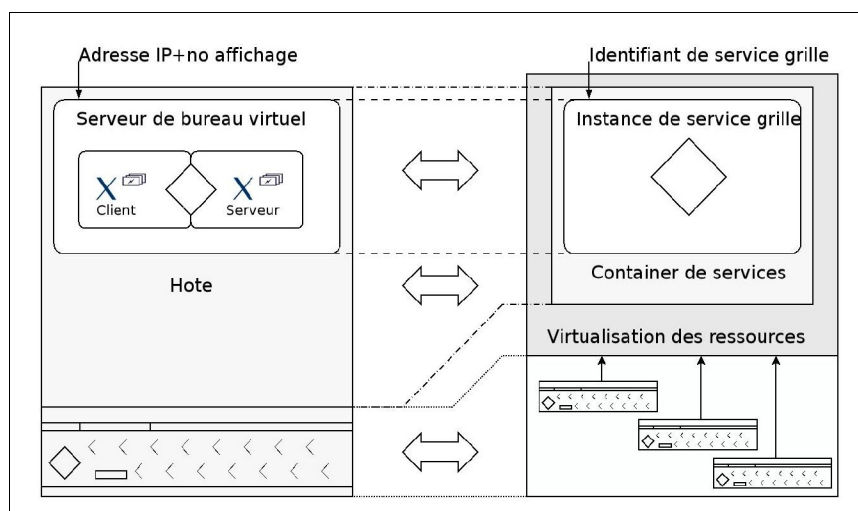 Adresse IP+no affichage
Serveur de bureau virtuel
X
Client
X
Serveur
Hote
Identifiant de service grille
Instance de service grille
Container de services
Virtualisation des ressources